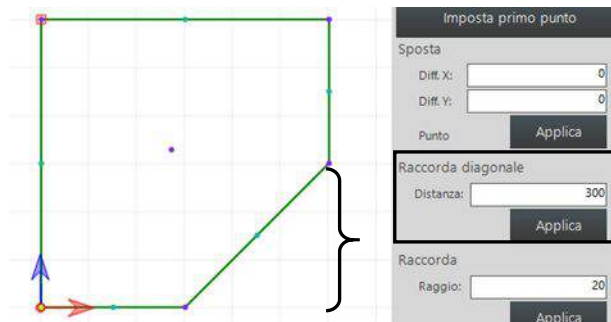 Imposta primo punto
Sposta
Diff. X: 0
Diff. Y: 0
Punto Applica
Raccorda diagonale
Distanza: 300
Applica
Raccorda
Raggio: 20
Applica